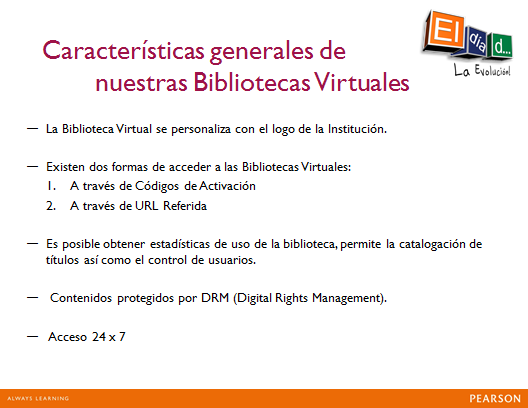 Características generales de
nuestras Bibliotecas Virtuales
El día d...
La Evolución!
— La Biblioteca Virtual se personaliza con el logo de la Institución.
— Existen dos formas de acceder a las Bibliotecas Virtuales:
1. A través de Códigos de Activación
2. A través de URL Referida
— Es posible obtener estadísticas de uso de la biblioteca, permite la catalogación de
títulos así como el control de usuarios.
— Contenidos protegidos por DRM (Digital Rights Management).
— Acceso 24 x 7
ALWAYS LEARNING
PEARSON